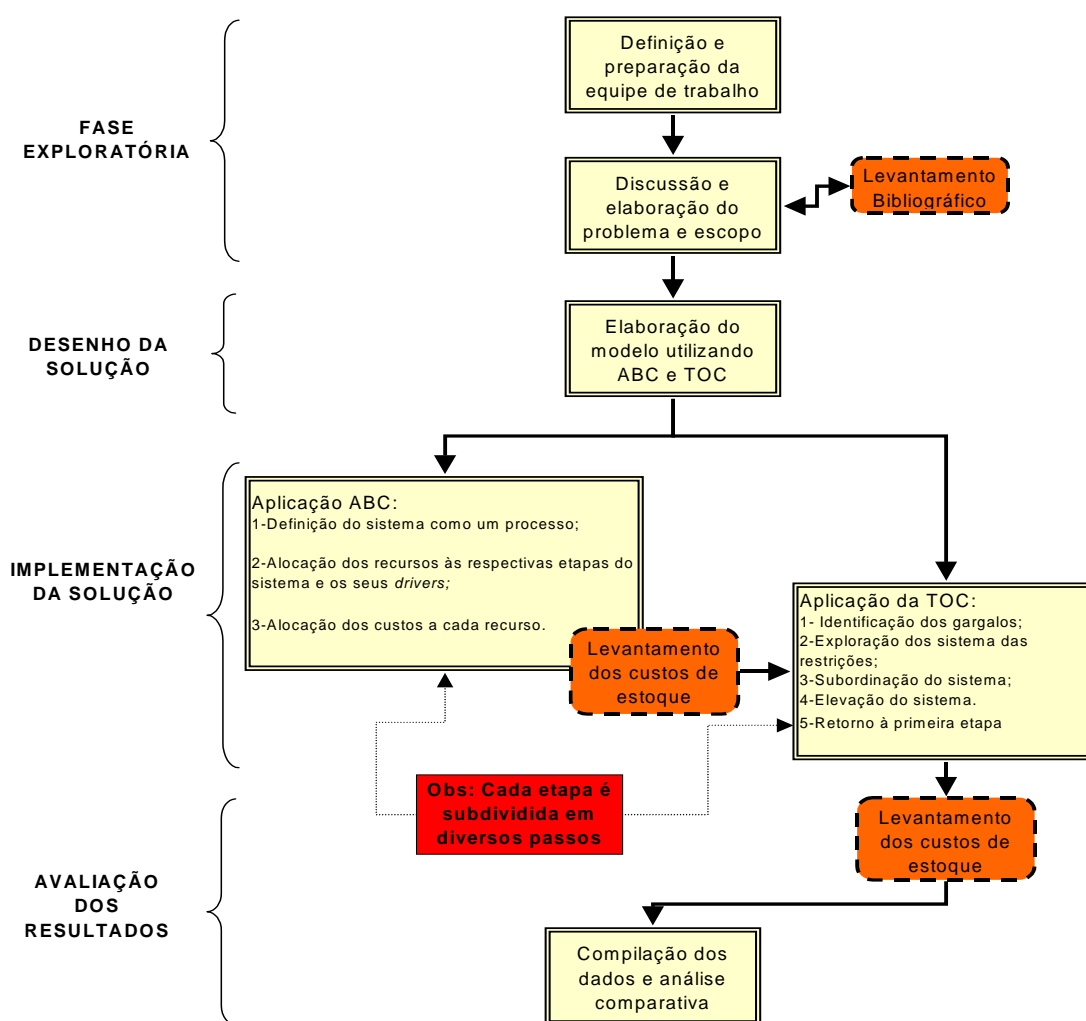 Definição e
preparação da
equipe de trabalho
FASE
EXPLORATÓRIA
Discussão e
elaboração do
problema e escopo
Levantamento
Bibliográfico
DESENHO DA
SOLUÇÃO
Elaboração do
modelo utilizando
ABC e TOC
IMPLEMENTAÇÃO
DA SOLUÇÃO
Aplicação ABC:
1-Definição do sistema como um processo;
2-Alocação dos recursos às respectivas etapas do
sistema e os seus drivers;
3-Alocação dos custos a cada recurso.
Levantamento
dos custos de
estoque
Aplicação da TOC:
1- Identificação dos gargalos;
2-Exploração dos sistema das
restrições;
3-Subordinação do sistema;
4-Elevação do sistema.
5-Retorno à primeira etapa
Obs: Cada etapa é
subdividida em
diversos passos
Levantamento
dos custos de
estoque
AVALIAÇÃO
DOS
RESULTADOS
Compilação dos
dados e análise
comparativa